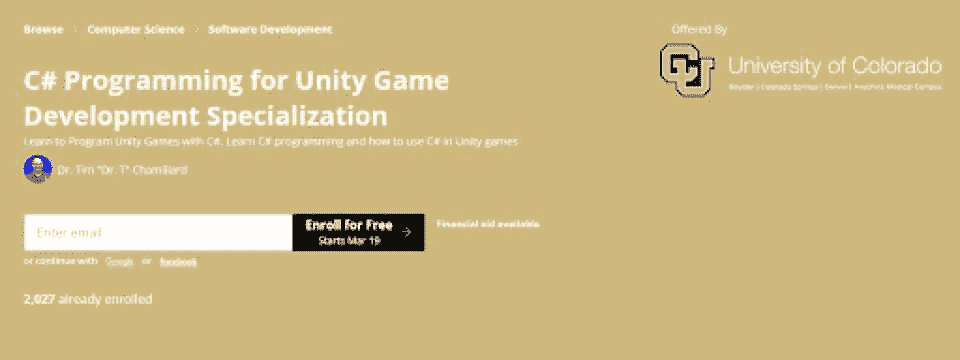 Browse > Computer Science > Software Development
Offered By
CU University of Colorado
Boulder | Colorado Springs | Denver | Anschutz Medical Campus
C# Programming for Unity Game
Development Specialization
Learn to Program Unity Games with C#. Learn C# programming and how to use C# in Unity games
Dr. Tim "Dr. T" Chamillard
Enter email
Enroll for Free
Starts Mar 19
Financial aid available
or continue with Google or Facebook
2,027 already enrolled